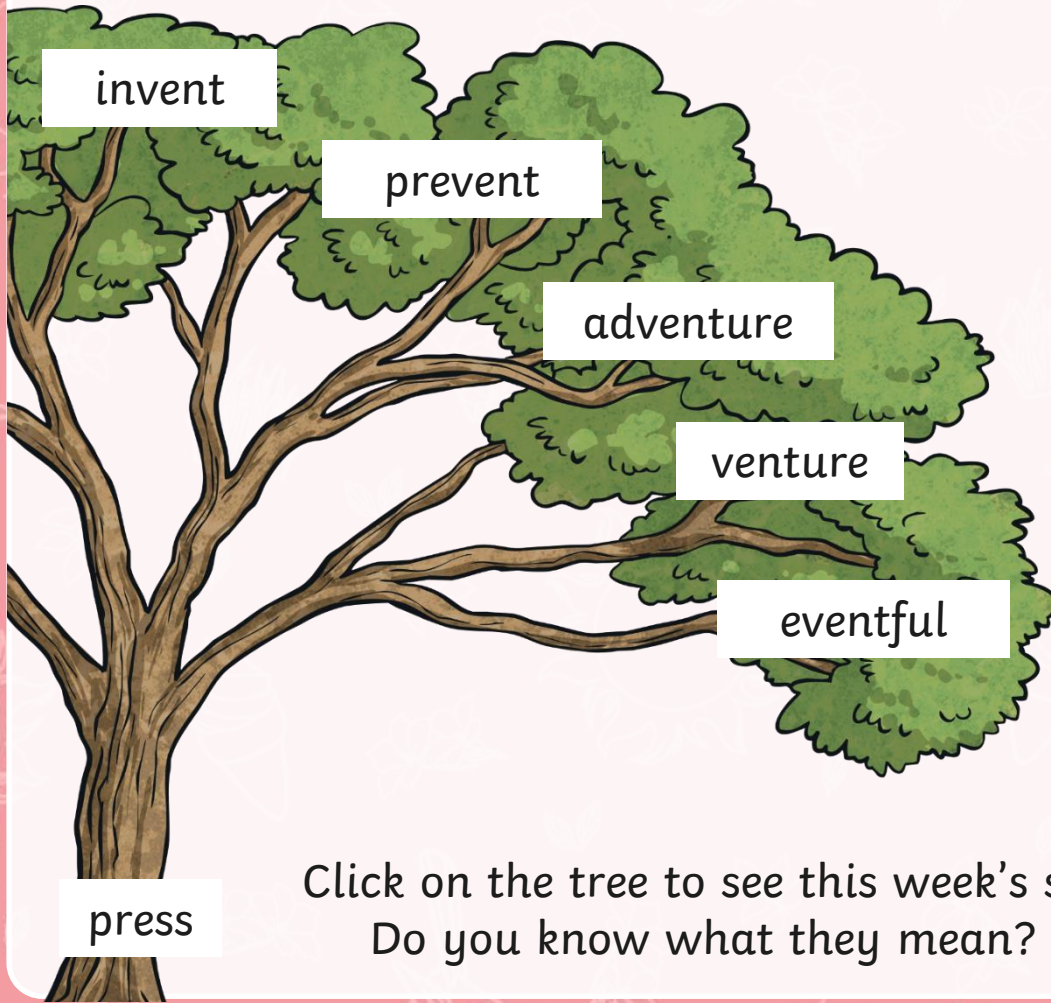 invent
prevent
adventure
venture
eventful
press
Click on the tree to see this week's s
Do you know what they mean?